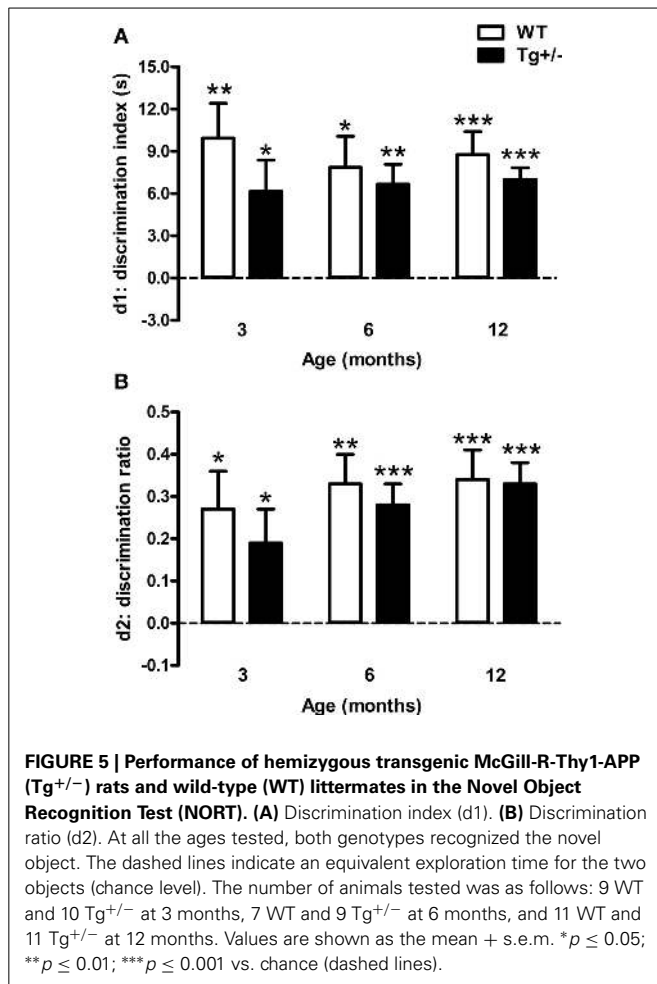 A
WT
Tg+/-
d1: discrimination index (s)
15.0
12.0
9.0
6.0
3.0
0.0
-3.0
** * * ** *** ***
3 6 12
Age (months)
B
d2: discrimination ratio
0.5
0.4
0.3
0.2
0.1
0.0
-0.1
* * ** *** *** ***
3 6 12
Age (months)
FIGURE 5 | Performance of hemizygous transgenic McGill-R-Thy1-APP
(Tg+/−) rats and wild-type (WT) littermates in the Novel Object
Recognition Test (NORT). (A) Discrimination index (d1). (B) Discrimination
ratio (d2). At all the ages tested, both genotypes recognized the novel
object. The dashed lines indicate an equivalent exploration time for the two
objects (chance level). The number of animals tested was as follows: 9 WT
and 10 Tg+/− at 3 months, 7 WT and 9 Tg+/− at 6 months, and 11 WT and
11 Tg+/− at 12 months. Values are shown as the mean + s.e.m. *p ≤ 0.05;
**p ≤ 0.01; ***p ≤ 0.001 vs. chance (dashed lines).